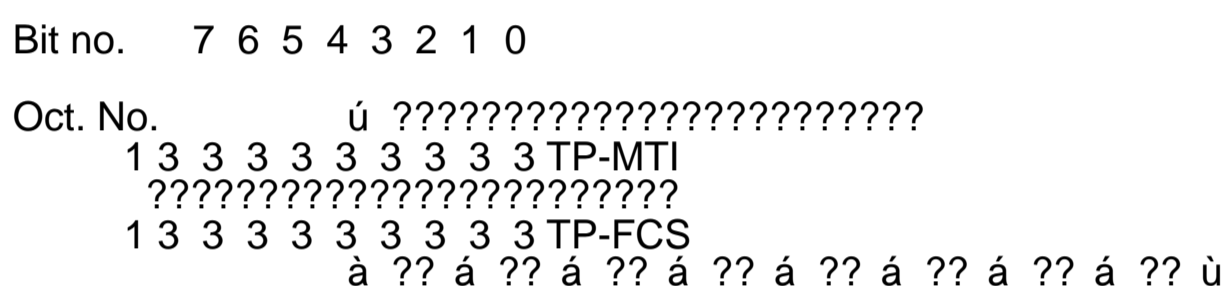 Bit no. 7 6 5 4 3 2 1 0
Oct. No. ú ????????????????????????
1 3 3 3 3 3 3 3 3 3 TP-MTI
????????????????????????
1 3 3 3 3 3 3 3 3 3 TP-FCS
à ?? á ?? á ?? á ?? á ?? á ?? á ?? á ?? ù